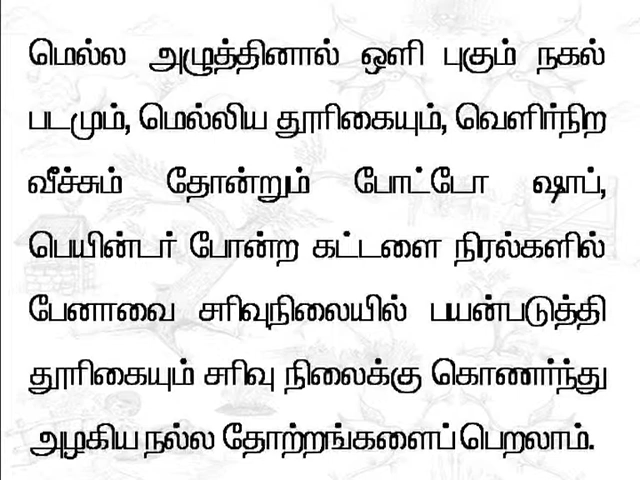 மெல்ல அழுத்தினால் ஒளி புகும் நகல்
படமும், மெல்லிய தூரிகையும், வெளிர்நிற
வீச்சும் தோன்றும் போட்டோ ஷாப்,
பெயின்டர் போன்ற கட்டளை நிரல்களில்
பேனாவை சரிவுநிலையில் பயன்படுத்தி
தூரிகையும் சரிவு நிலைக்கு கொணர்ந்து
அழகிய நல்ல தோற்றங்களைப் பெறலாம்.